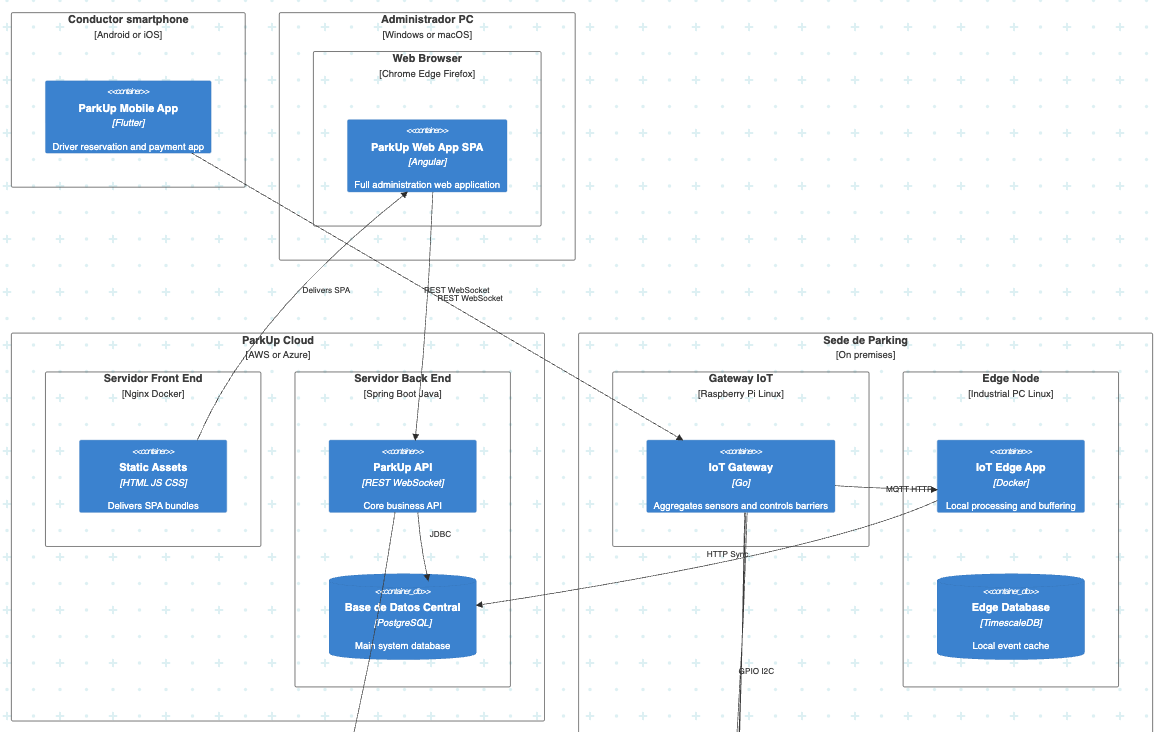 Conductor smartphone
[Android or iOS]
<<container>>
ParkUp Mobile App
[Flutter]
Driver reservation and payment app
Administrador PC
[Windows or macOS]
Web Browser
[Chrome Edge Firefox]
<<container>>
ParkUp Web App SPA
[Angular]
Full administration web application
Delivers SPA
REST WebSocket
REST WebSocket
ParkUp Cloud
[AWS or Azure]
Servidor Front End
[Nginx Docker]
<<container>>
Static Assets
[HTML JS CSS]
Delivers SPA bundles
Servidor Back End
[Spring Boot Java]
<<container>>
ParkUp API
[REST WebSocket]
Core business API
JDBC
<<container_db>>
Base de Datos Central
[PostgreSQL]
Main system database
Sede de Parking
[On premises]
Gateway IoT
[Raspberry Pi Linux]
<<container>>
IoT Gateway
[Go]
Aggregates sensors and controls barriers
MQTT HTTP
HTTP Sync
GPIO I2C
Edge Node
[Industrial PC Linux]
<<container>>
IoT Edge App
[Docker]
Local processing and buffering
<<container_db>>
Edge Database
[TimescaleDB]
Local event cache